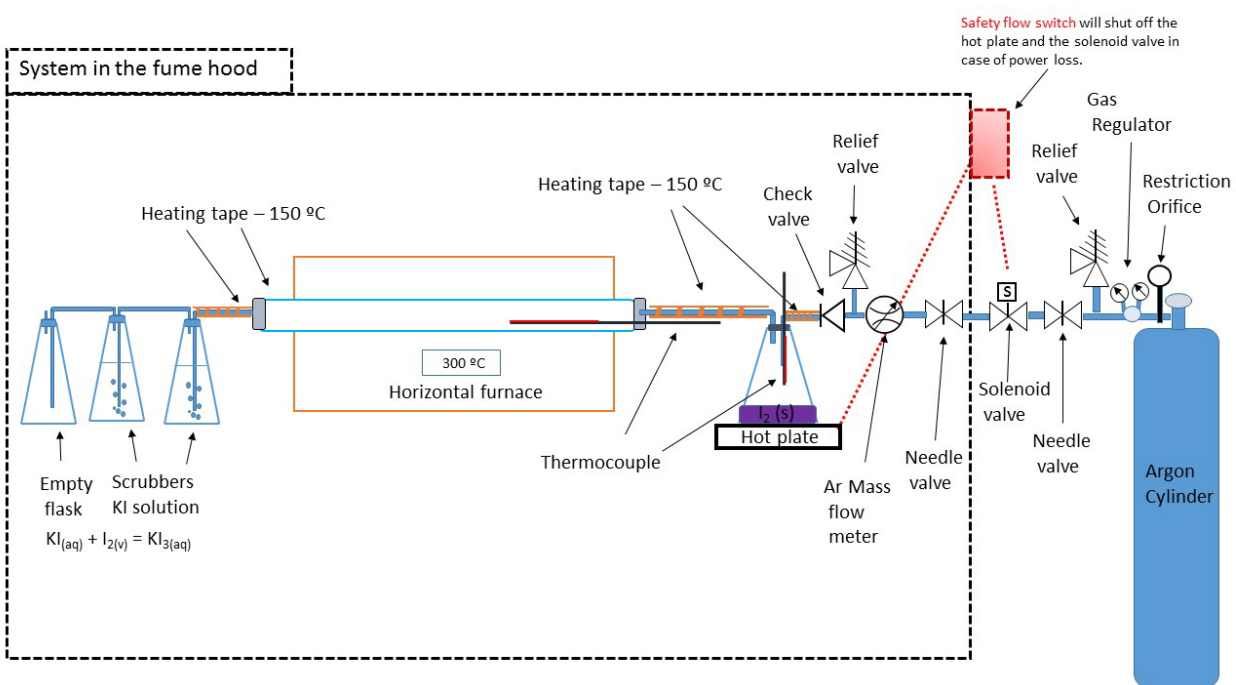 Safety flow switch will shut off the
hot plate and the solenoid valve in
case of power loss.
System in the fume hood
Gas
Regulator
Relief
valve
Relief
valve
Restriction
Orifice
Heating tape – 150 ºC
Check
valve
Heating tape – 150 ºC
S
300 ºC
Horizontal furnace
Solenoid
valve
I₂ (s)
Hot plate
Needle
valve
Thermocouple
Needle
valve
Argon
Cylinder
Empty
flask
Scrubbers
KI solution
Ar Mass
flow
meter
KI(aq) + I2(v) = KI3(aq)